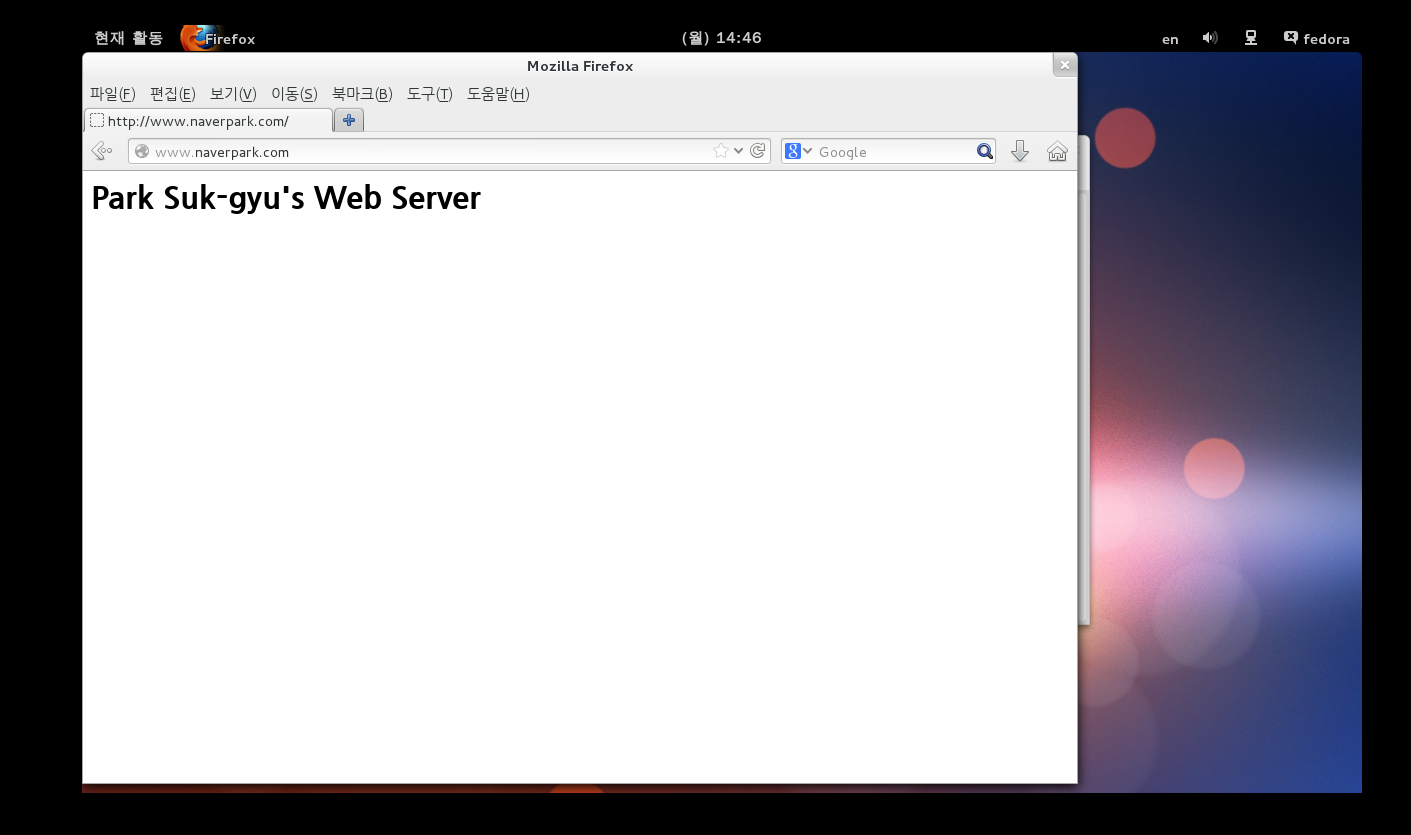 현재 활동 Firefox (월) 14:46 en fedora
Mozilla Firefox
파일(F) 편집(E) 보기(V) 이동(S) 북마크(B) 도구(T) 도움말(H)
http://www.naverpark.com/
www.naverpark.com 8 Google
Park Suk-gyu's Web Server